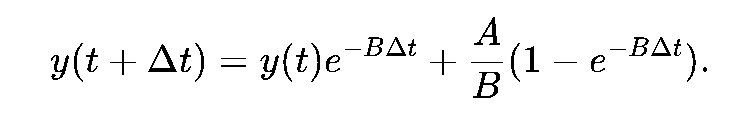 y(t + Δt) = y(t)e^{-BΔt} + \frac{A}{B}(1 - e^{-BΔt}).